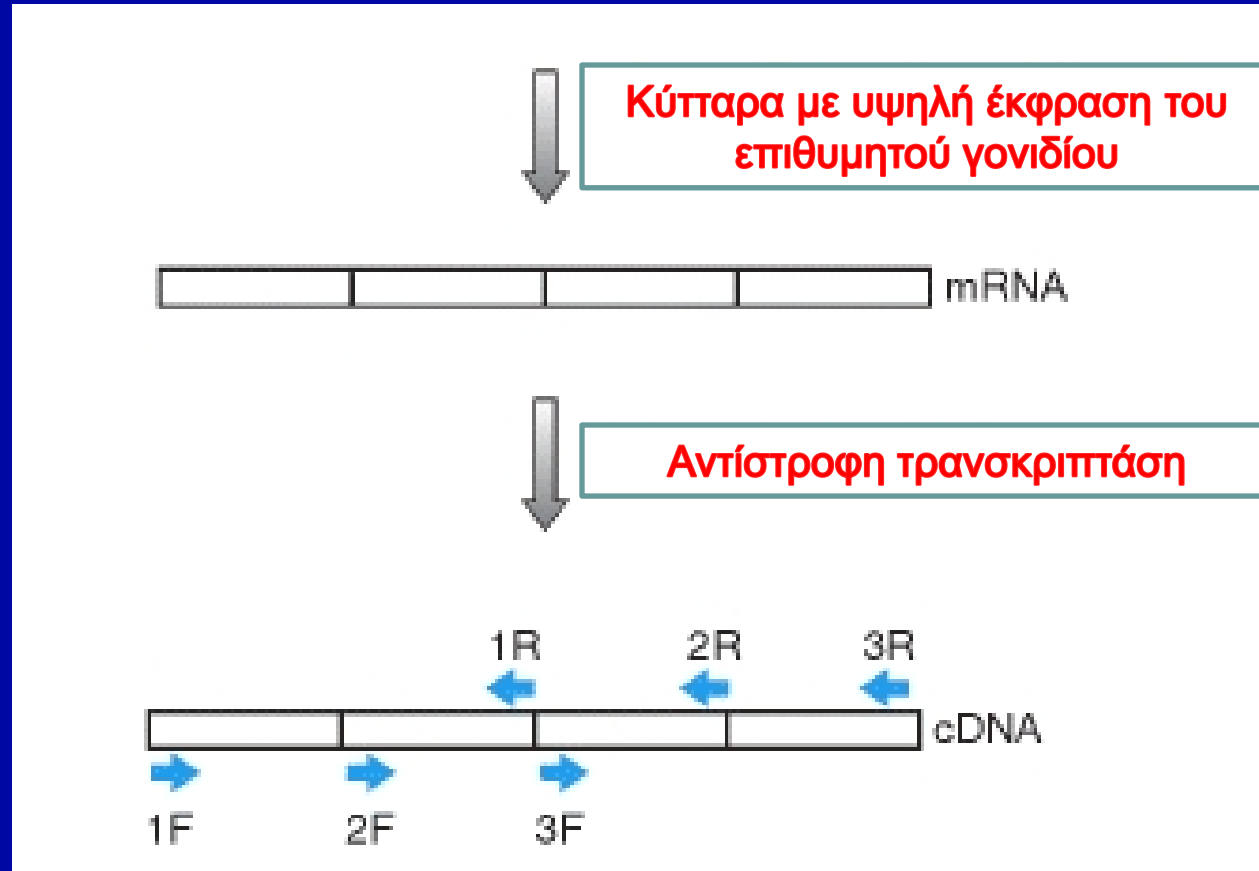 Κύτταρα με υψηλή έκφραση του
επιθυμητού γονιδίου
mRNA
Αντίστροφη τρανσκριπτάση
1R 2R 3R
cDNA
1F 2F 3F